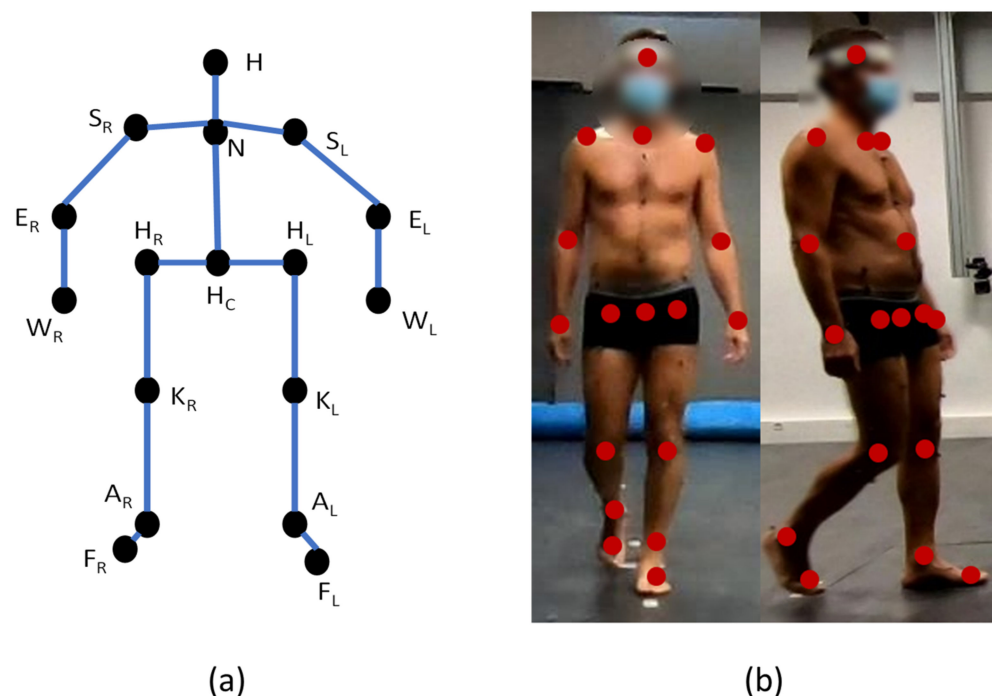 H
S_R
N
S_L
E_R
E_L
H_R
H_L
H_C
W_R
W_L
K_R
K_L
A_R
A_L
F_R
F_L
(a)
(b)